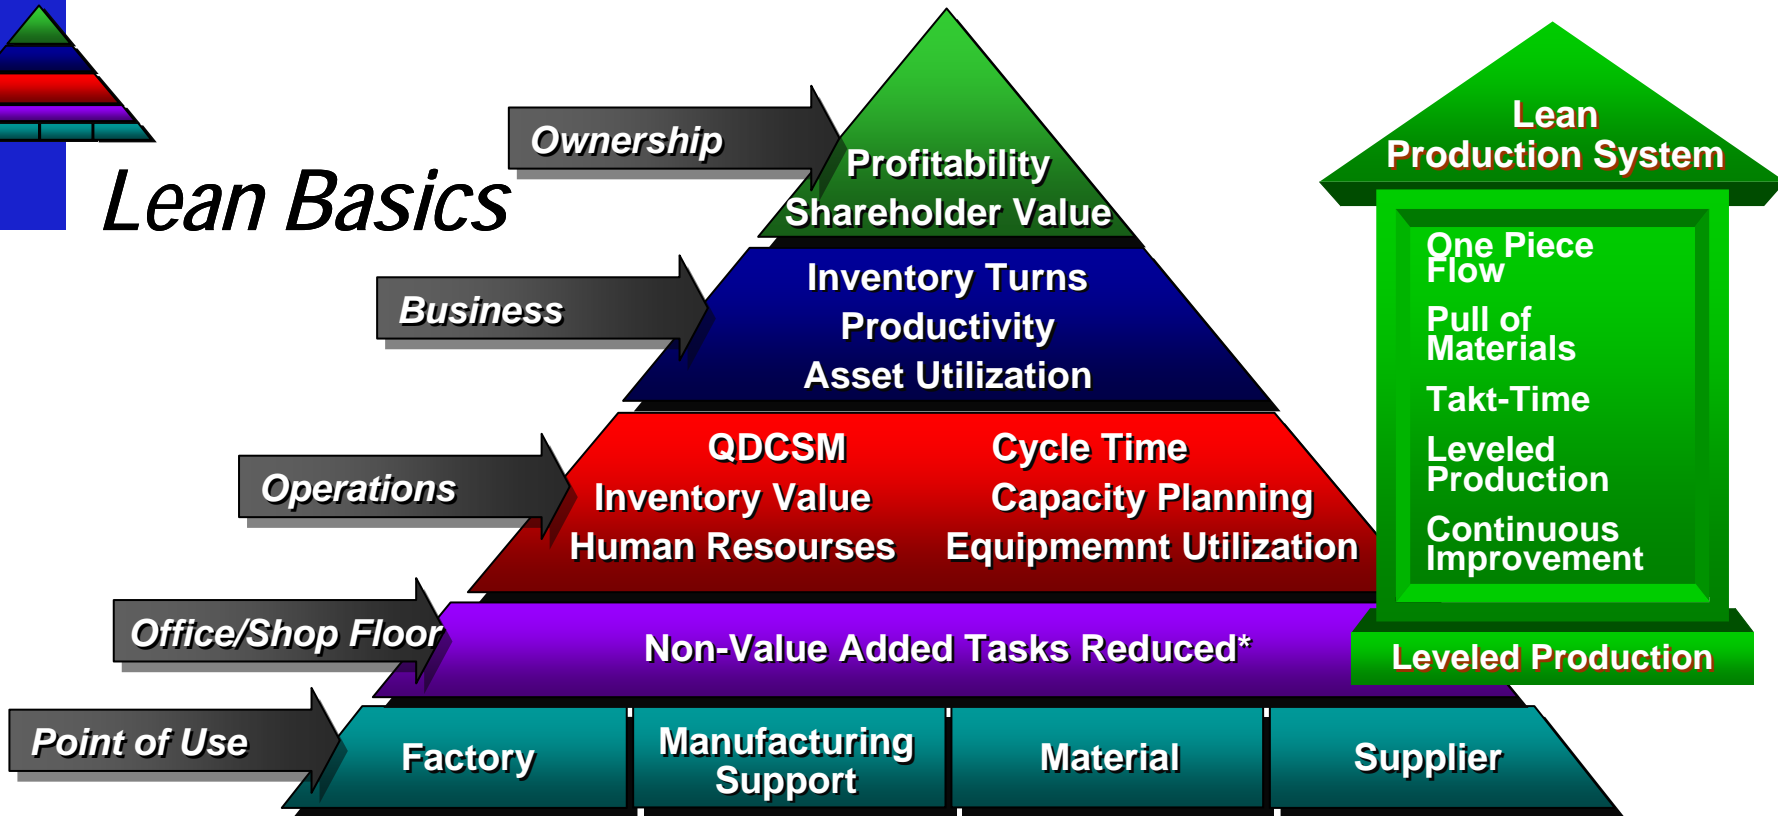 Lean Basics
Ownership
Profitability
Shareholder Value
Business
Inventory Turns
Productivity
Asset Utilization
Operations
QDCSM
Cycle Time
Inventory Value
Capacity Planning
Human Resourses
Equipmemnt Utilization
Office/Shop Floor
Non-Value Added Tasks Reduced*
Point of Use
Factory
Manufacturing
Support
Material
Supplier
Lean
Production System
One Piece
Flow
Pull of
Materials
Takt-Time
Leveled
Production
Continuous
Improvement
Leveled Production